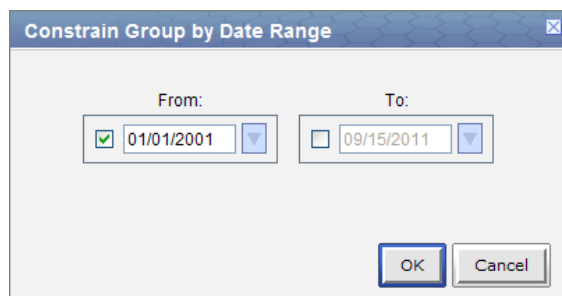 Constrain Group by Date Range
From: To:
01/01/2001 09/15/2011
OK Cancel